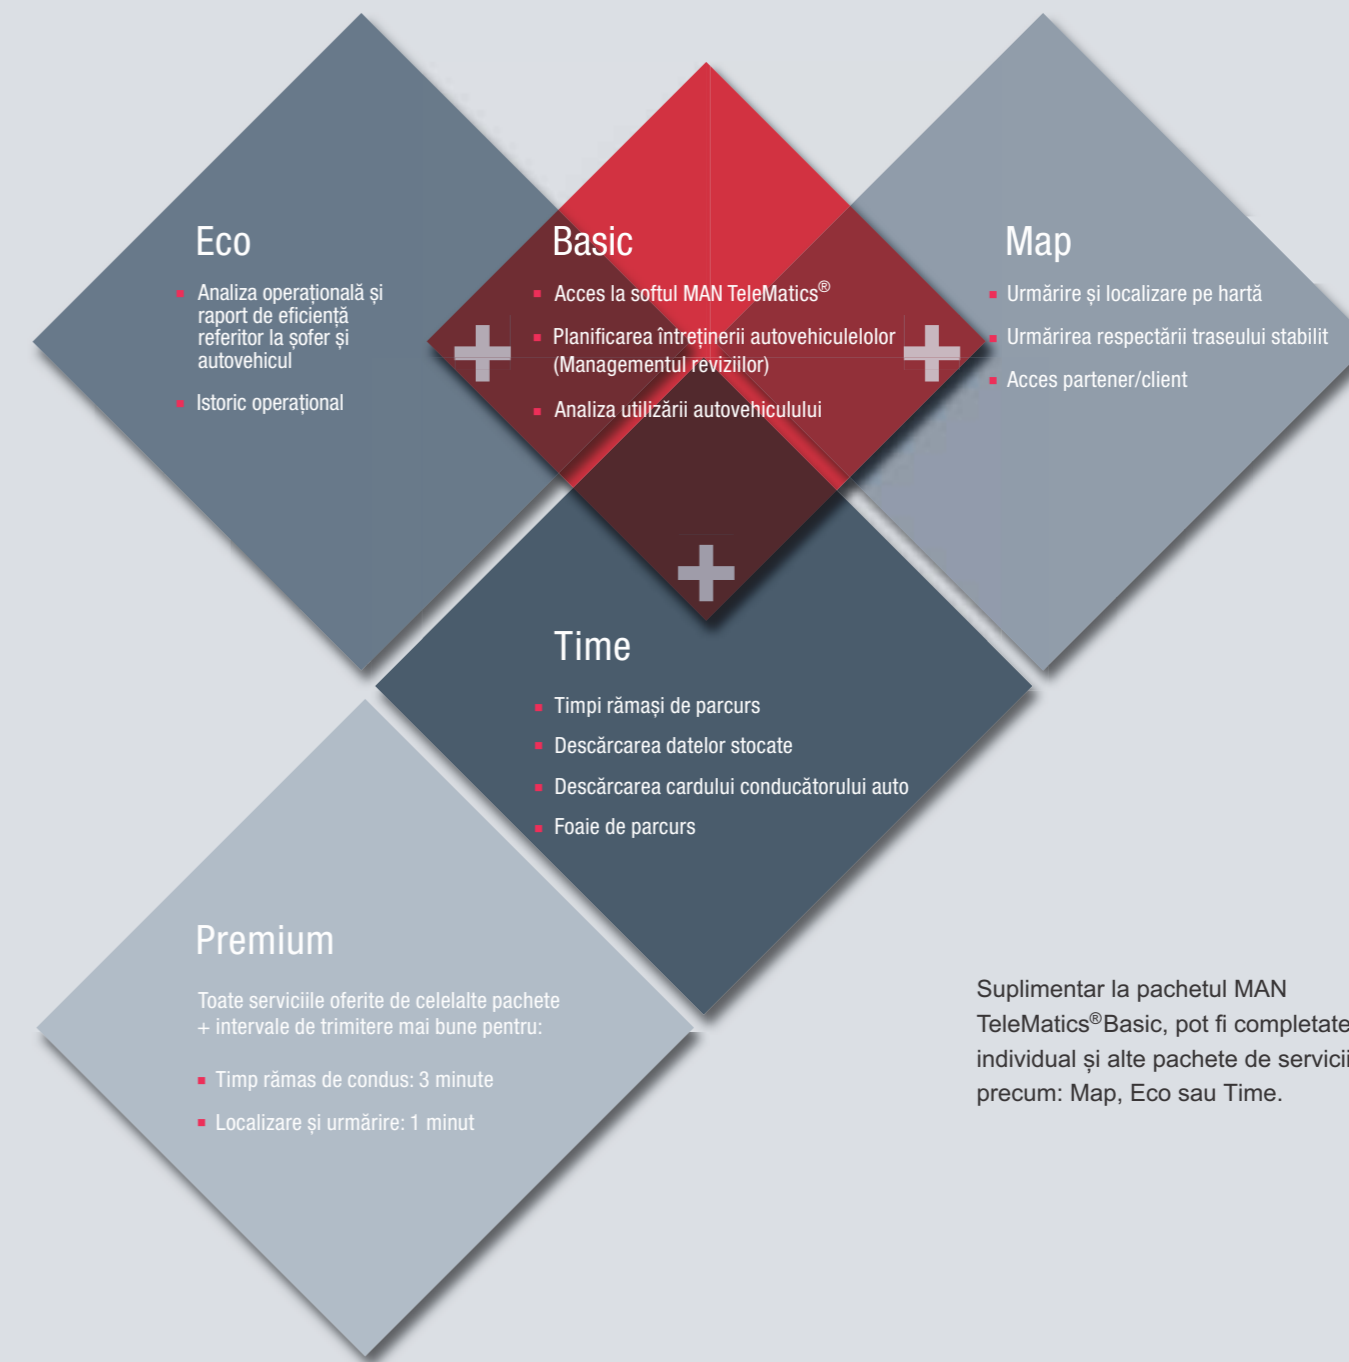 Eco
Analiza operațională și
raport de eficiență
referitor la șofer și
autovehicul
Istoric operațional
Basic
Acces la softul MAN TeleMatics®
Planificarea întreținerii autovehiculelolor
(Managementul reviziilor)
Analiza utilizării autovehiculului
Map
Urmărire și localizare pe hartă
Urmărirea respectării traseului stabilit
Acces partener/client
+
+
+
Time
Timpi rămași de parcurs
Descărcarea datelor stocate
Descărcarea cardului conducătorului auto
Foaie de parcurs
Premium
Toate serviciile oferite de celelalte pachete
+ intervale de trimitere mai bune pentru:
Timp rămas de condus: 3 minute
Localizare și urmărire: 1 minut
Suplimentar la pachetul MAN
TeleMatics®Basic, pot fi completate
individual și alte pachete de servicii
precum: Map, Eco sau Time.